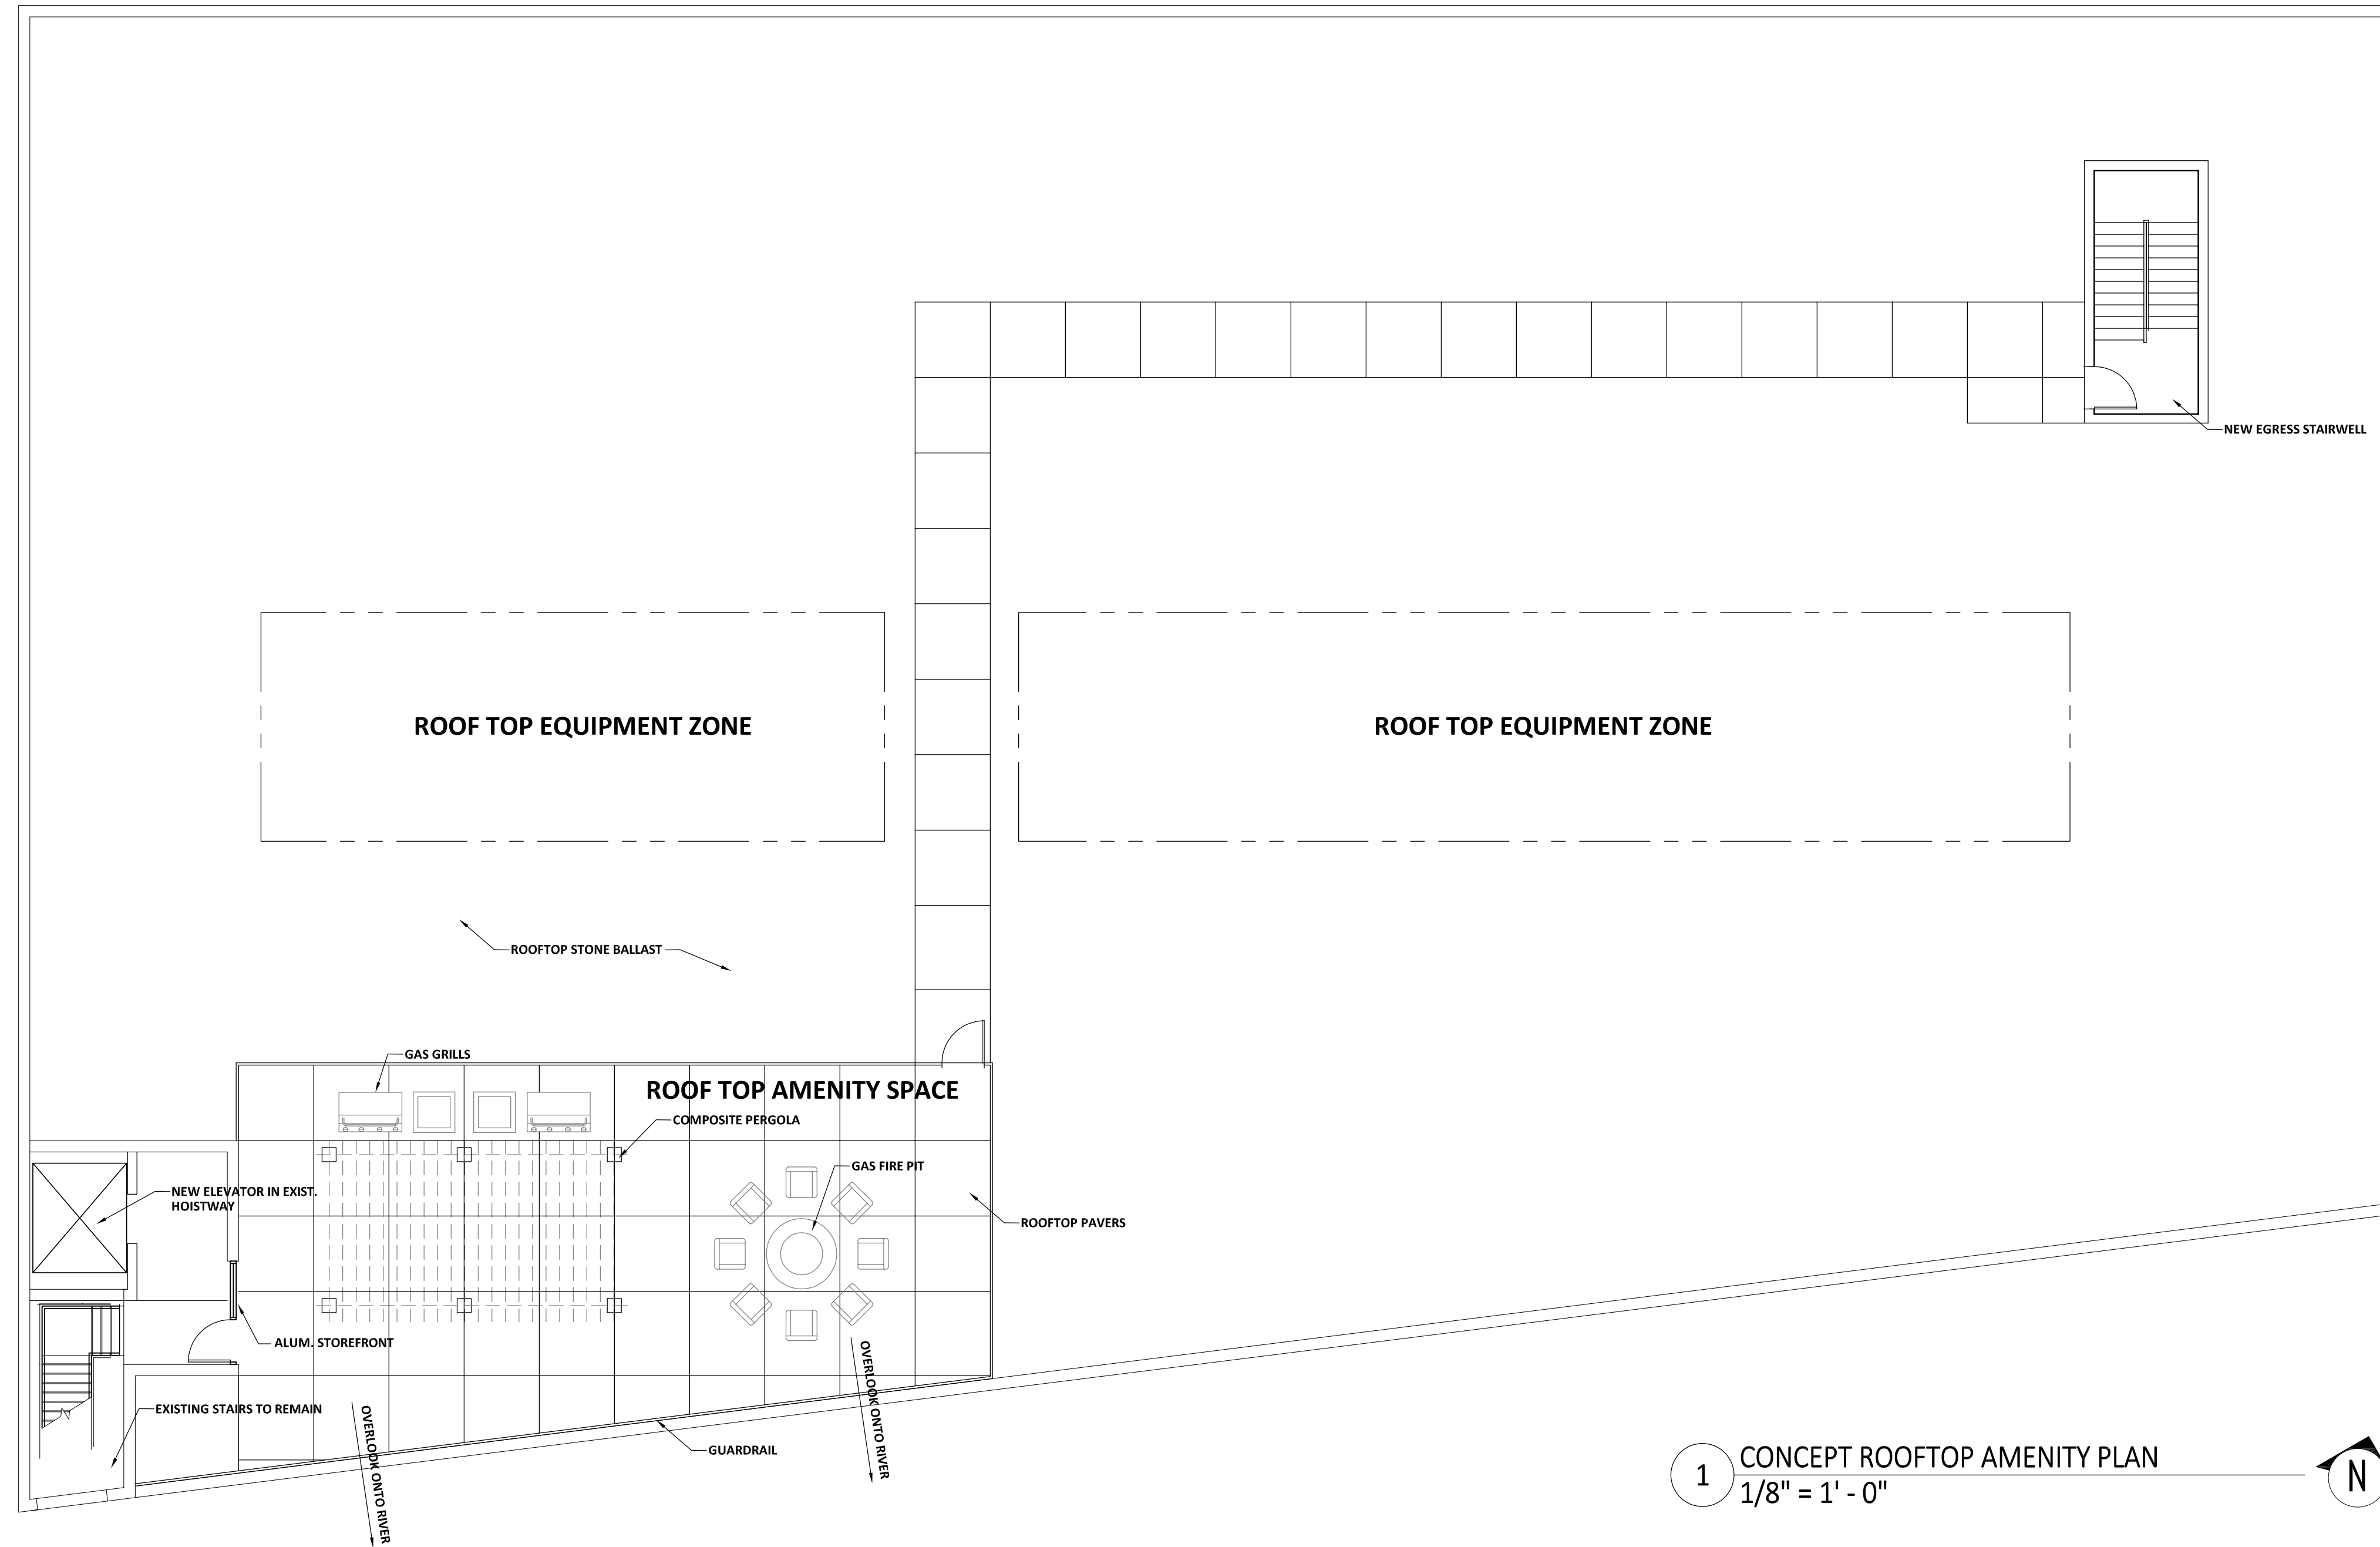 NEW EGRESS STAIRWELL
ROOF TOP EQUIPMENT ZONE
ROOF TOP EQUIPMENT ZONE
ROOFTOP STONE BALLAST
GAS GRILLS
ROOF TOP AMENITY SPACE
COMPOSITE PERGOLA
GAS FIRE PIT
NEW ELEVATOR IN EXIST.
HOISTWAY
ROOFTOP PAVERS
ALUM. STOREFRONT
OVERLOOK ONTO RIVER
EXISTING STAIRS TO REMAIN
OVERLOOK ONTO RIVER
GUARDRAIL
1
CONCEPT ROOFTOP AMENITY PLAN
1/8" = 1' - 0"
N